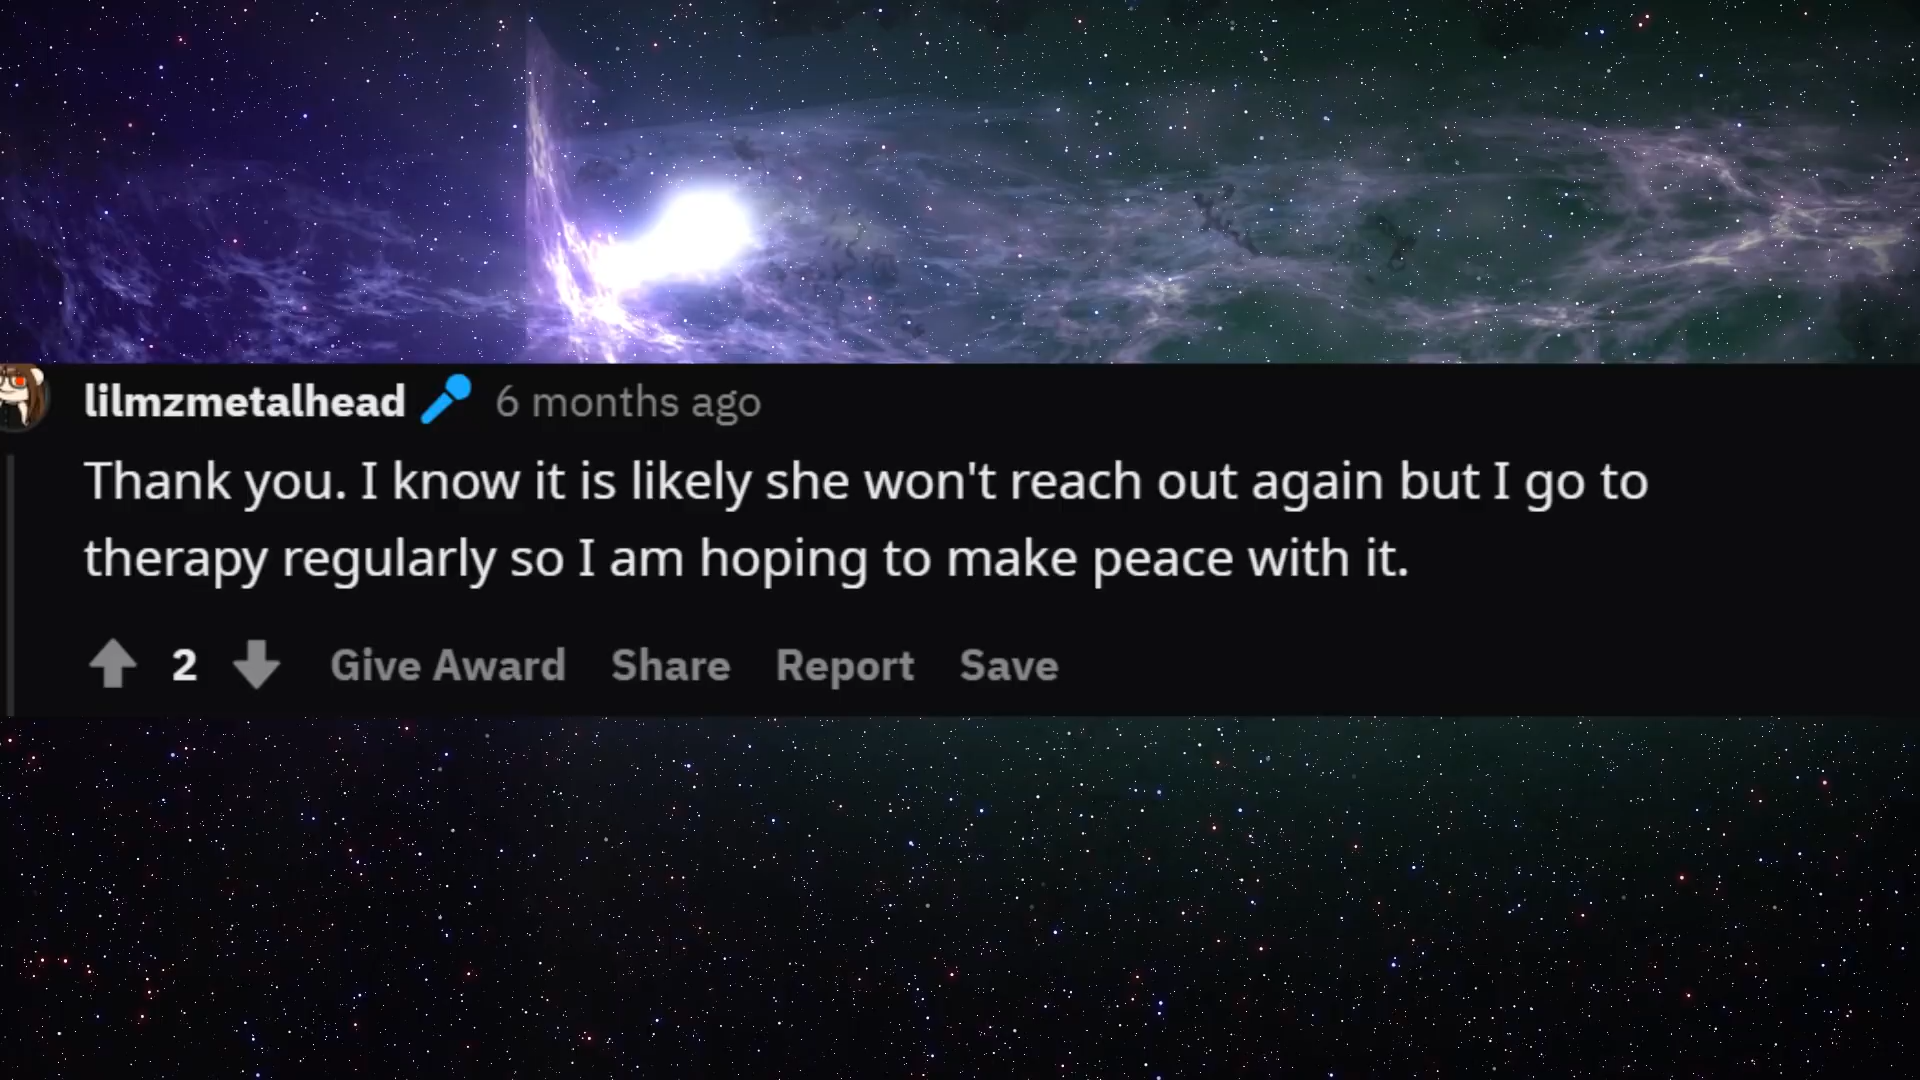 lilmzmetalhead 6 months ago
Thank you. I know it is likely she won't reach out again but I go to
therapy regularly so I am hoping to make peace with it.
2 Give Award Share Report Save